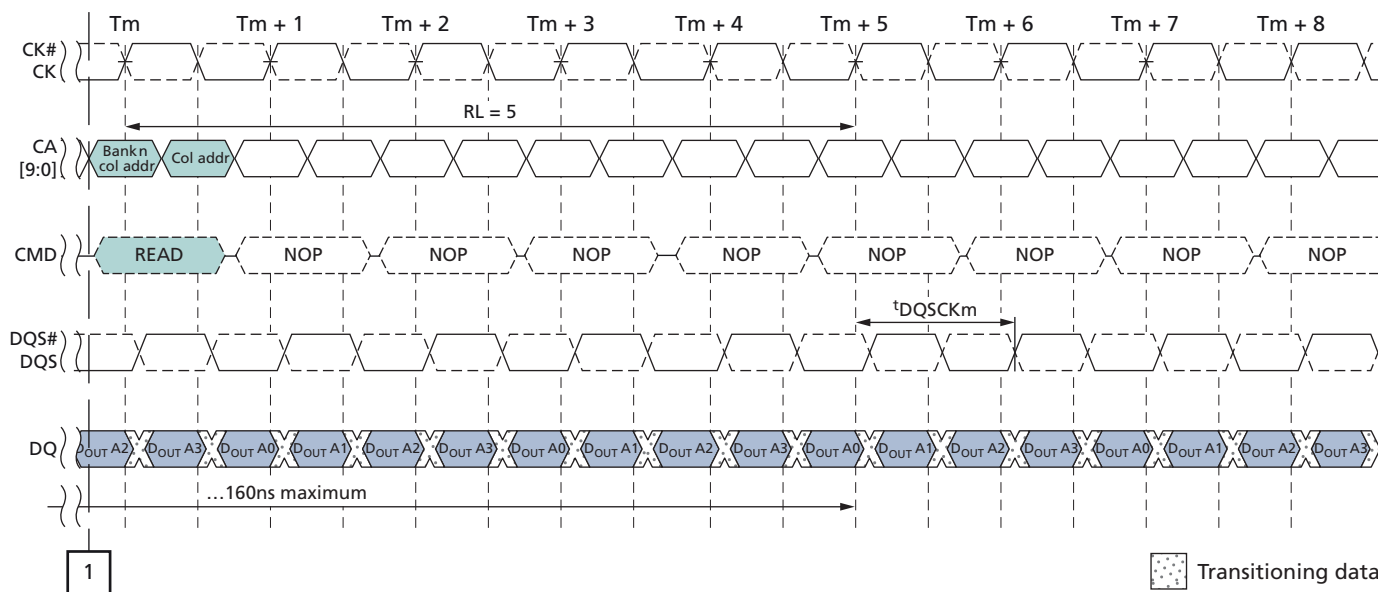 Tm Tm + 1 Tm + 2 Tm + 3 Tm + 4 Tm + 5 Tm + 6 Tm + 7 Tm + 8
CK#
CK
RL = 5
CA
[9:0]
Bank n
col addr
Col addr
CMD READ NOP NOP NOP NOP NOP NOP NOP NOP
tDQSCKm
DQS#
DQS
DQ DOUT A2 DOUT A3 DOUT A0 DOUT A1 DOUT A2 DOUT A3 DOUT A0 DOUT A1 DOUT A2 DOUT A3 DOUT A0 DOUT A1 DOUT A2 DOUT A3 DOUT A0 DOUT A1 DOUT A2 DOUT A3
...160ns maximum
1
Transitioning data